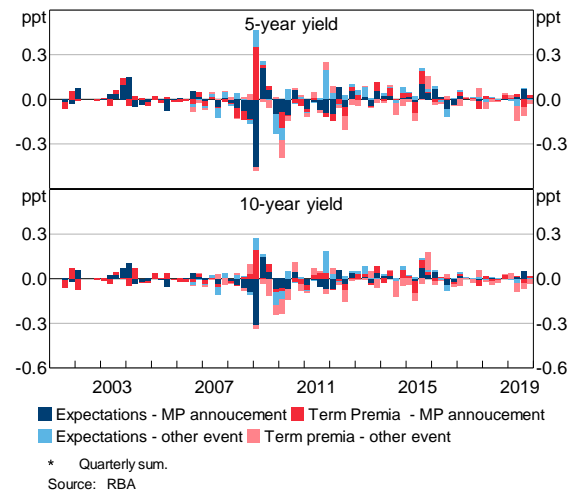 ppt 5-year yield ppt
0.3 0.3
0.0 0.0
-0.3 -0.3
ppt 10-year yield ppt
0.3 0.3
0.0 0.0
-0.3 -0.3
-0.6 -0.6
2003 2007 2011 2015 2019
Expectations - MP annoucement Term Premia - MP annoucement
Expectations - other event Term premia - other event
* Quarterly sum.
Source: RBA